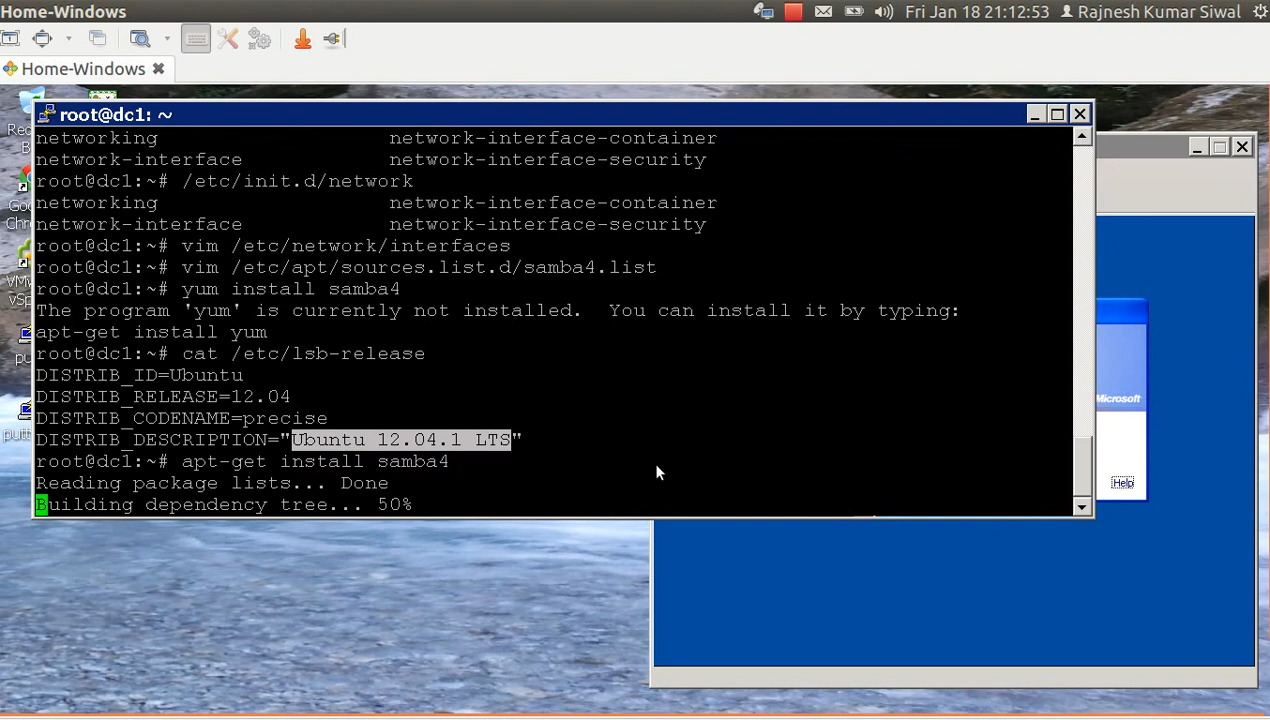 Home-Windows
Fri Jan 18 21:12:53
Rajnesh Kumar Siwal
Home-Windows
root@dc1: ~
networking network-interface-container
network-interface network-interface-security
root@dc1:~# /etc/init.d/network
networking network-interface-container
network-interface network-interface-security
root@dc1:~# vim /etc/network/interfaces
root@dc1:~# vim /etc/apt/sources.list.d/samba4.list
root@dc1:~# yum install samba4
The program 'yum' is currently not installed.  You can install it by typing:
apt-get install yum
root@dc1:~# cat /etc/lsb-release
DISTRIB_ID=Ubuntu
DISTRIB_RELEASE=12.04
DISTRIB_CODENAME=precise
DISTRIB_DESCRIPTION="Ubuntu 12.04.1 LTS"
root@dc1:~# apt-get install samba4
Reading package lists... Done
Building dependency tree... 50%
Microsoft
Help